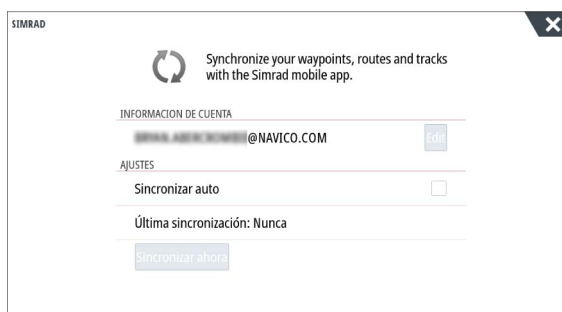 SIMRAD
Synchronize your waypoints, routes and tracks
with the Simrad mobile app.
INFORMACION DE CUENTA
@NAVICO.COM
Edit
AJUSTES
Sincronizar auto
Última sincronización: Nunca
Sincronizar ahora